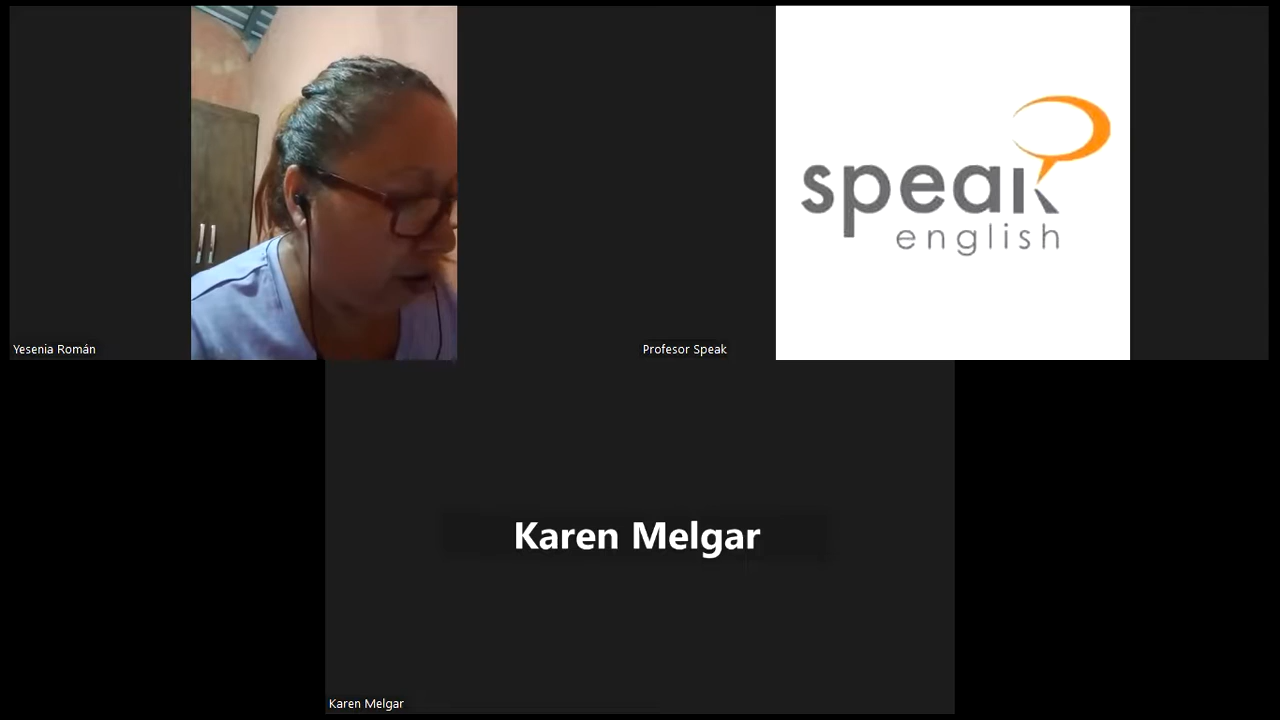 speak
english
Yesenia Román
Profesor Speak
Karen Melgar
Karen Melgar